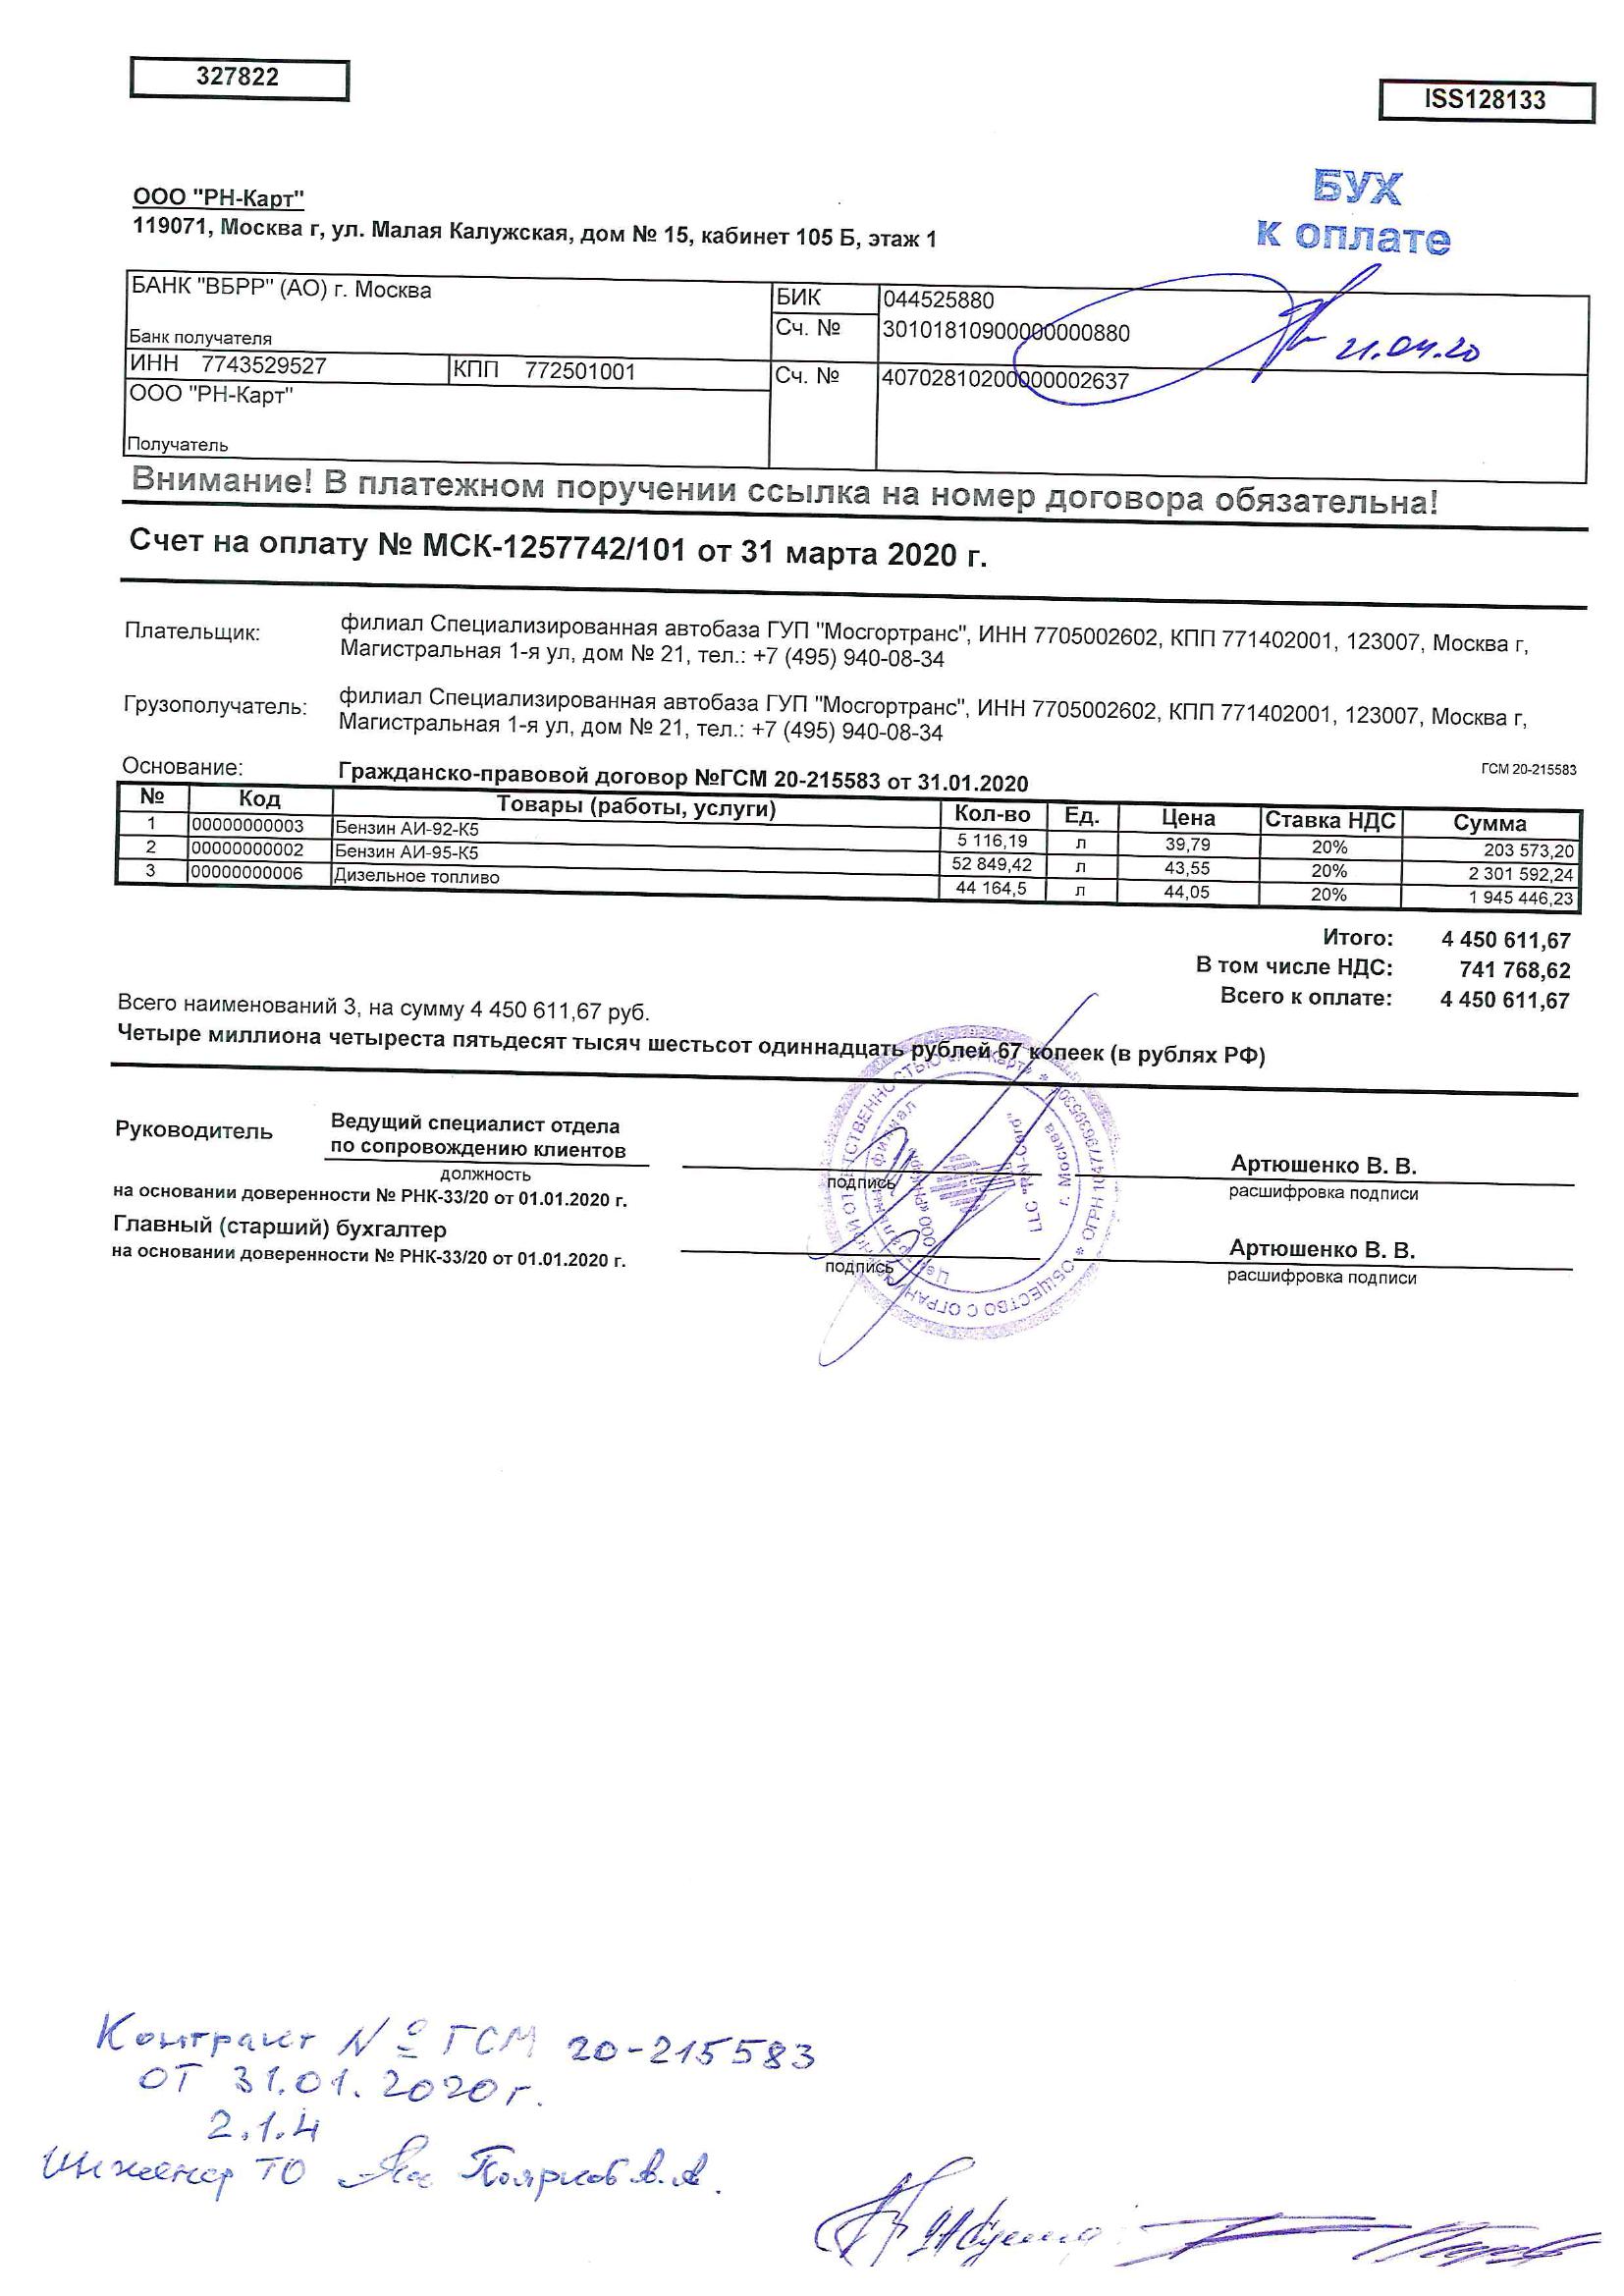 327822
ISS128133
ООО "РН-Карт"
119071, Москва г, ул. Малая Калужская, дом № 15, кабинет 105 Б, этаж 1
БУХ
к оплате
21.04.20
БАНК "ВБРР" (АО) г. Москва
Банк получателя
БИК 044525880
Сч. № 30101810900000000880
ИНН 7743529527 КПП 772501001
Сч. № 40702810200000002637
ООО "РН-Карт"
Получатель
Внимание! В платежном поручении ссылка на номер договора обязательна!
Счет на оплату № МСК-1257742/101 от 31 марта 2020 г.
Плательщик: филиал Специализированная автобаза ГУП "Мосгортранс", ИНН 7705002602, КПП 771402001, 123007, Москва г,
Магистральная 1-я ул, дом № 21, тел.: +7 (495) 940-08-34
Грузополучатель: филиал Специализированная автобаза ГУП "Мосгортранс", ИНН 7705002602, КПП 771402001, 123007, Москва г,
Магистральная 1-я ул, дом № 21, тел.: +7 (495) 940-08-34
Основание: Гражданско-правовой договор №ГСМ 20-215583 от 31.01.2020
ГСМ 20-215583
№ Код Товары (работы, услуги) Кол-во Ед. Цена Ставка НДС Сумма
1 00000000003 Бензин АИ-92-К5 5 116,19 л 39,79 20% 203 573,20
2 00000000002 Бензин АИ-95-К5 52 849,42 л 43,55 20% 2 301 592,24
3 00000000006 Дизельное топливо 44 164,5 л 44,05 20% 1 945 446,23
Итого: 4 450 611,67
В том числе НДС: 741 768,62
Всего к оплате: 4 450 611,67
Всего наименований 3, на сумму 4 450 611,67 руб.
Четыре миллиона четыреста пятьдесят тысяч шестьсот одиннадцать рублей 67 копеек (в рублях РФ)
Руководитель
Ведущий специалист отдела
по сопровождению клиентов
должность
подпись
Артюшенко В. В.
расшифровка подписи
на основании доверенности № РНК-33/20 от 01.01.2020 г.
Главный (старший) бухгалтер
на основании доверенности № РНК-33/20 от 01.01.2020 г.
подпись
Артюшенко В. В.
расшифровка подписи
ООО «РН-Карт»
LLC "RN-Card"
г. Москва
Контракт № ГСМ 20-215583
от 31.01.2020г.
2.1.4
Инженер ТО Поярков А.А.